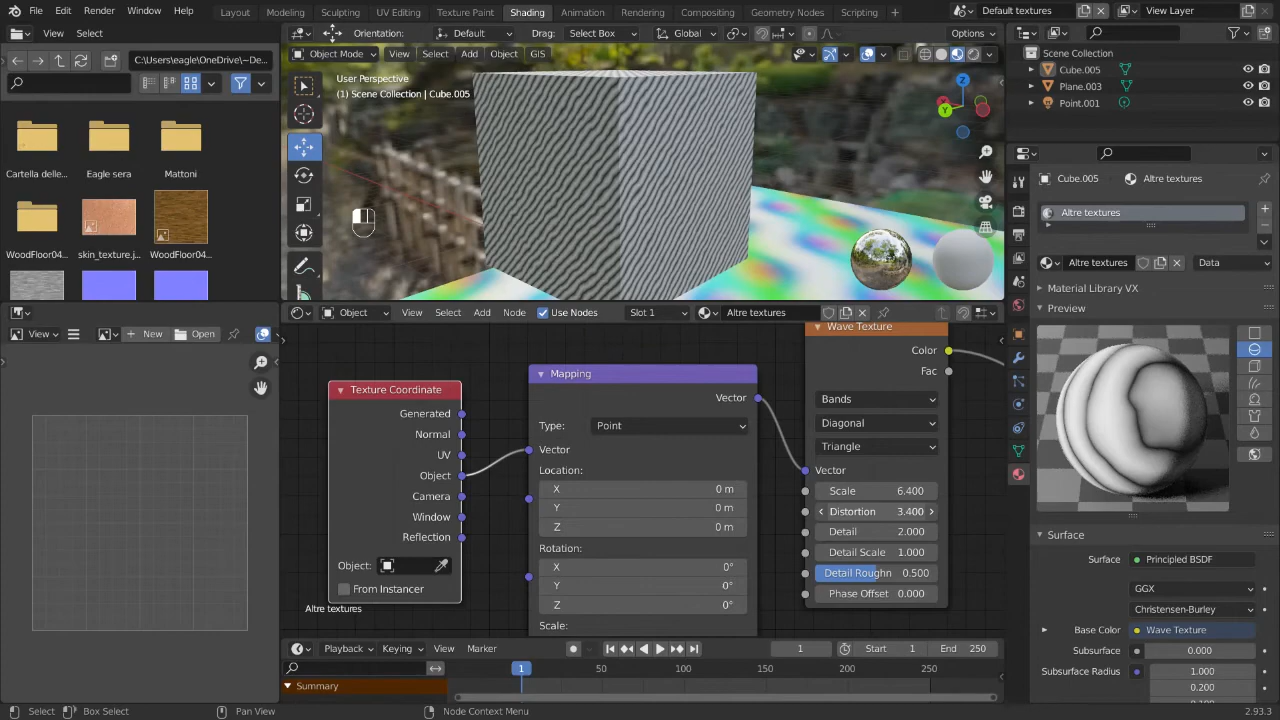 File Edit Render Window Help Layout Modeling Sculpting UV Editing Texture Paint Shading Animation Rendering Compositing Geometry Nodes Scripting + Default textures View Layer
View Select Orientation: Default Drag: Select Box Global Options
Object Mode View Select Add Object GIS
C:\Users\eagle\OneDrive\~De...
User Perspective
(1) Scene Collection | Cube.005
Cartella delle... Eagle sera Mattoni
WoodFloor04... skin_texture.j... WoodFloor04...
Scene Collection
Cube.005
Plane.003
Point.001
Cube.005 Altre textures
Altre textures
Altre textures Data
Material Library VX
Preview
View New Open
Object View Select Add Node Use Nodes Slot 1 Altre textures
Texture Coordinate
Generated
Normal
UV
Object
Camera
Window
Reflection
Object:
From Instancer
Altre textures
Mapping
Vector
Type: Point
Vector
Location:
X 0 m
Y 0 m
Z 0 m
Rotation:
X 0°
Y 0°
Z 0°
Scale:
Wave Texture
Color
Fac
Bands
Diagonal
Triangle
Vector
Scale 6.400
Distortion 3.400
Detail 2.000
Detail Scale 1.000
Detail Roughn 0.500
Phase Offset 0.000
Surface
Surface Principled BSDF
GGX
Christensen-Burley
Base Color Wave Texture
Subsurface 0.000
Subsurface Radius 1.000
0.200
Playback Keying View Marker 1 Start 1 End 250
1 50 100 150 200 250
Summary
Select Box Select Pan View Node Context Menu 2.93.3